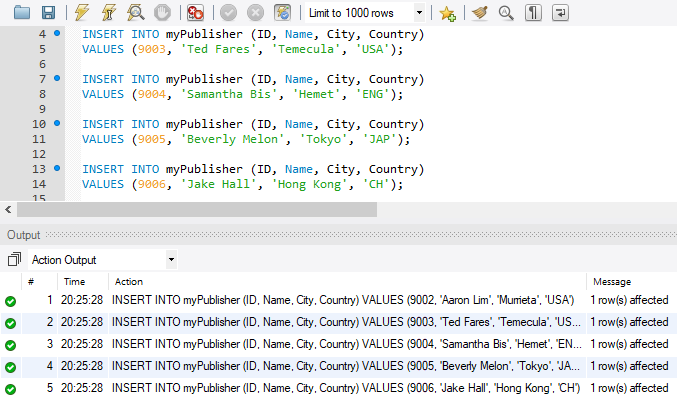 Limit to 1000 rows
4 INSERT INTO myPublisher (ID, Name, City, Country)
5 VALUES (9003, 'Ted Fares', 'Temecula', 'USA');
6
7 INSERT INTO myPublisher (ID, Name, City, Country)
8 VALUES (9004, 'Samantha Bis', 'Hemet', 'ENG');
9
10 INSERT INTO myPublisher (ID, Name, City, Country)
11 VALUES (9005, 'Beverly Melon', 'Tokyo', 'JAP');
12
13 INSERT INTO myPublisher (ID, Name, City, Country)
14 VALUES (9006, 'Jake Hall', 'Hong Kong', 'CH');
15
Output
Action Output
# Time Action Message
1 20:25:28 INSERT INTO myPublisher (ID, Name, City, Country) VALUES (9002, 'Aaron Lim', 'Murrieta', 'USA') 1 row(s) affected
2 20:25:28 INSERT INTO myPublisher (ID, Name, City, Country) VALUES (9003, 'Ted Fares', 'Temecula', 'US... 1 row(s) affected
3 20:25:28 INSERT INTO myPublisher (ID, Name, City, Country) VALUES (9004, 'Samantha Bis', 'Hemet', 'EN... 1 row(s) affected
4 20:25:28 INSERT INTO myPublisher (ID, Name, City, Country) VALUES (9005, 'Beverly Melon', 'Tokyo', 'JA... 1 row(s) affected
5 20:25:28 INSERT INTO myPublisher (ID, Name, City, Country) VALUES (9006, 'Jake Hall', 'Hong Kong', 'CH') 1 row(s) affected